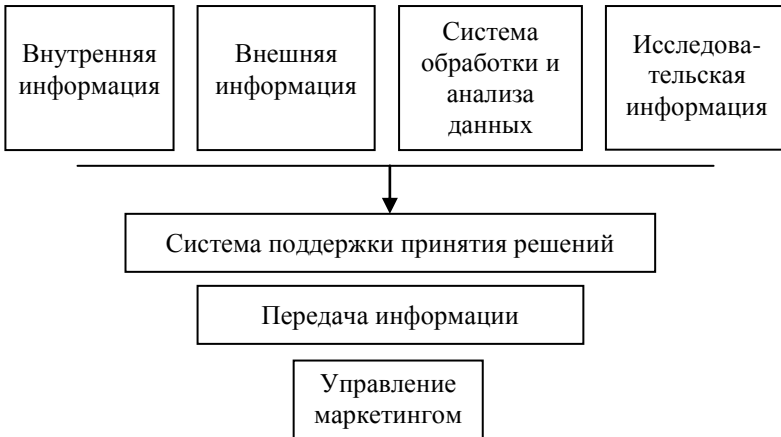 Внутренняя
информация
Внешняя
информация
Система
обработки и
анализа
данных
Исследова-
тельская
информация
Система поддержки принятия решений
Передача информации
Управление
маркетингом